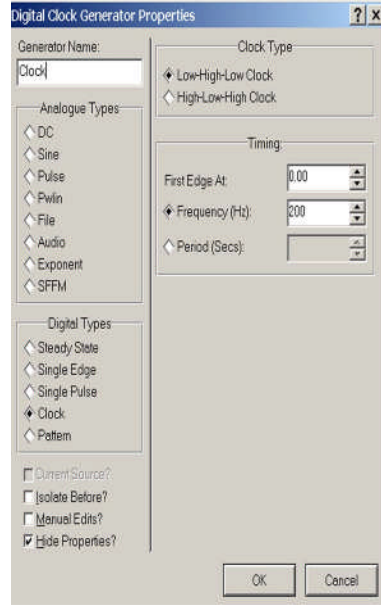 Digital Clock Generator Properties
Generator Name:
Clock
Analogue Types
DC
Sine
Pulse
Pwlin
File
Audio
Exponent
SFFM
Digital Types
Steady State
Single Edge
Single Pulse
Clock
Pattern
Current Source?
Isolate Before?
Manual Edits?
Hide Properties?
Clock Type
Low-High-Low Clock
High-Low-High Clock
Timing:
First Edge At: 0.00
Frequency (Hz): 200
Period (Secs):
OK Cancel